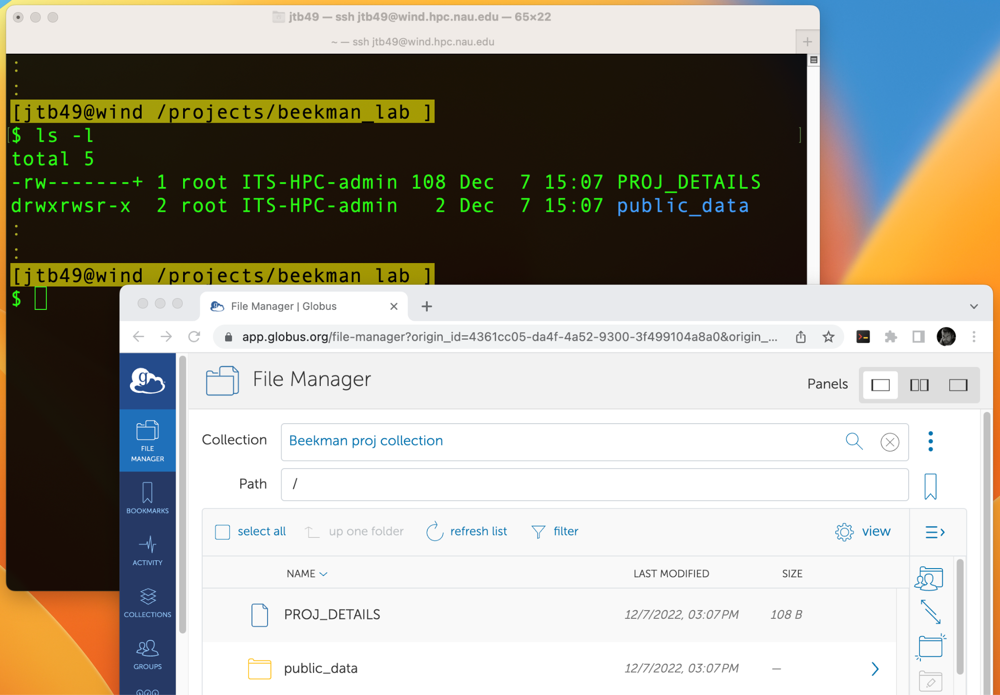 jtb49 — ssh jtb49@wind.hpc.nau.edu — 65×22
~ — ssh jtb49@wind.hpc.nau.edu
:
:
[jtb49@wind /projects/beekman_lab ]
$ ls -l
total 5
-rw-------+ 1 root ITS-HPC-admin 108 Dec  7 15:07 PROJ_DETAILS
drwxrwsr-x  2 root ITS-HPC-admin   2 Dec  7 15:07 public_data
:
:
[jtb49@wind /projects/beekman_lab ]
$
File Manager | Globus
app.globus.org/file-manager?origin_id=4361cc05-da4f-4a52-9300-3f499104a8a0&origin_...
g
File Manager
Panels
FILE
MANAGER
BOOKMARKS
ACTIVITY
COLLECTIONS
GROUPS
Collection
Beekman proj collection
Path
/
select all
up one folder
refresh list
filter
view
NAME
LAST MODIFIED
SIZE
PROJ_DETAILS
12/7/2022, 03:07 PM
108 B
public_data
12/7/2022, 03:07 PM
—